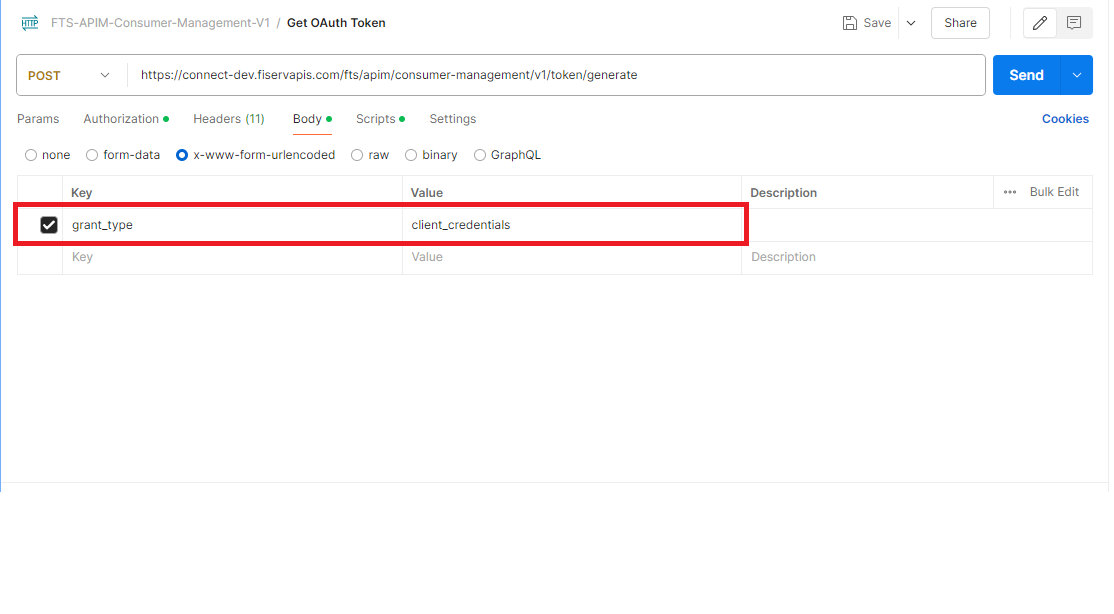 HTTP FTS-APIM-Consumer-Management-V1 / Get OAuth Token Save Share
POST https://connect-dev.fiservapis.com/fts/apim/consumer-management/v1/token/generate Send
Params Authorization Headers (11) Body Scripts Settings Cookies
none form-data x-www-form-urlencoded raw binary GraphQL
Key Value Description Bulk Edit
grant_type client_credentials
Key Value Description